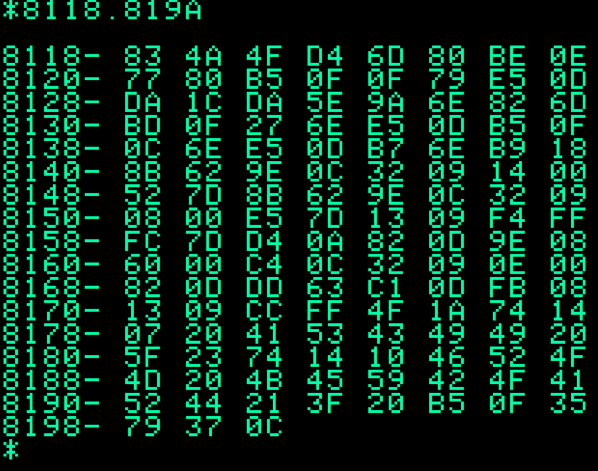 *8118.819A
8118- 83 4A 4F D4 6D 80 BE 0E
8120- 77 80 B5 0F 0F 79 E5 0D
8128- DA 1C DA 5E 9A 6E 82 6D
8130- BD 0F 27 6E E5 0D B5 0F
8138- 0C 6E E5 0D B7 6E B9 18
8140- 8B 62 9E 0C 32 09 14 00
8148- 52 7D 8B 62 9E 0C 32 09
8150- 08 00 E5 7D 13 09 F4 FF
8158- FC 7D D4 0A 82 0D 9E 08
8160- 60 00 C4 0C 32 09 0E 00
8168- 82 0D DD 63 C1 0D FB 08
8170- 13 09 CC FF 4F 1A 74 14
8178- 07 20 41 53 43 49 49 20
8180- 5F 23 74 14 10 46 52 4F
8188- 4D 20 4B 45 59 42 4F 41
8190- 52 44 21 3F 20 B5 0F 35
8198- 79 37 0C
*